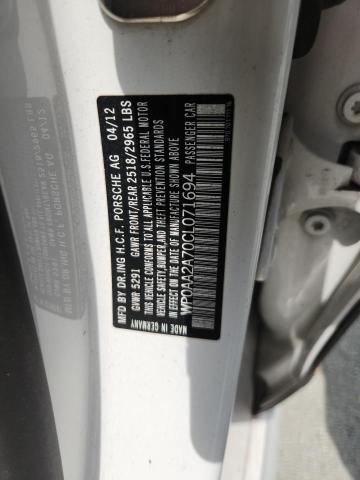 MFD BY DR.ING H.C.F. PORSCHE AG 04/12
GVWR 5291 GAWR FRONT/REAR 2518/2965 LBS
THIS VEHICLE CONFORMS TO ALL APPLICABLE U.S.FEDERAL MOTOR
VEHICLE SAFETY, BUMPER, AND THEFT PREVENTION STANDARDS
IN EFFECT ON THE DATE OF MANUFACTURE SHOWN ABOVE
WP0AA2A70CL071694 PASSENGER CAR
MADE IN GERMANY